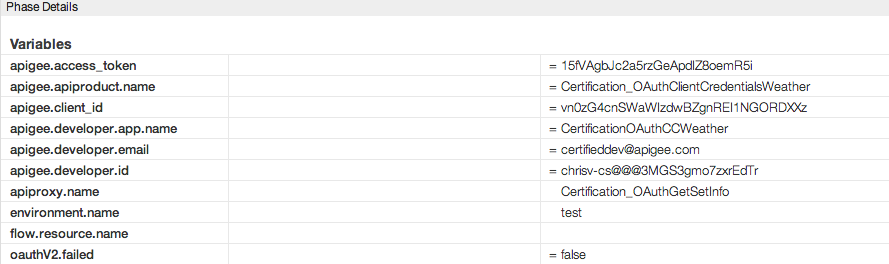 Phase Details
Variables
apigee.access_token = 15fVAgbJc2a5rzGeApdlZ8oemR5i
apigee.apiproduct.name = Certification_OAuthClientCredentialsWeather
apigee.client_id = vn0zG4cnSWaWIzdwBZgnREI1NGORDXXz
apigee.developer.app.name = CertificationOAuthCCWeather
apigee.developer.email = certifieddev@apigee.com
apigee.developer.id = chrisv-cs@@@3MGS3gmo7zxrEdTr
apiproxy.name Certification_OAuthGetSetInfo
environment.name test
flow.resource.name
oauthV2.failed = false